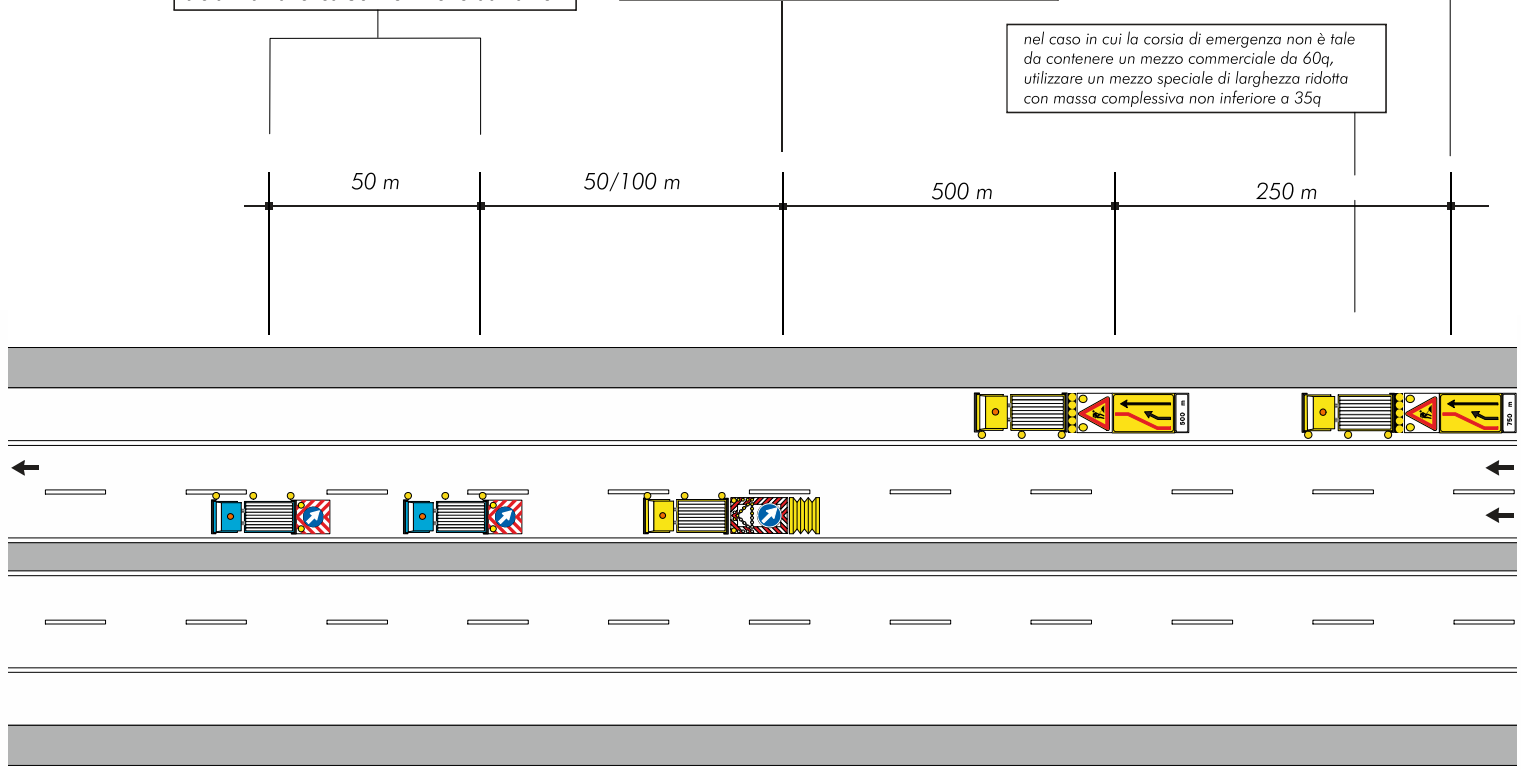 nel caso in cui la corsia di emergenza non è tale
da contenere un mezzo commerciale da 60q,
utilizzare un mezzo speciale di larghezza ridotta
con massa complessiva non inferiore a 35q
50 m
50/100 m
500 m
250 m
500 m
750 m